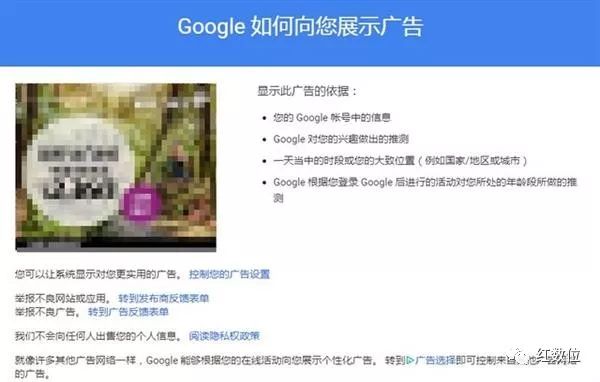 Google 如何向您展示广告
显示此广告的依据：
您的 Google 帐号中的信息
Google 对您的兴趣做出的推测
一天当中的时段或您的大致位置（例如国家/地区或城市）
Google 根据您登录 Google 后进行的活动对您所处的年龄段所做的推
测
您可以让系统显示对您更实用的广告。 控制您的广告设置
举报不良网站或应用。 转到发布商反馈表单
举报不良广告。 转到广告反馈表单
我们不会向任何人出售您的个人信息。 阅读隐私权政策
就像许多其他广告网络一样，Google 能够根据您的在线活动向您展示个性化广告。 转到 广告选择即可控制来自
的广告。
红数位